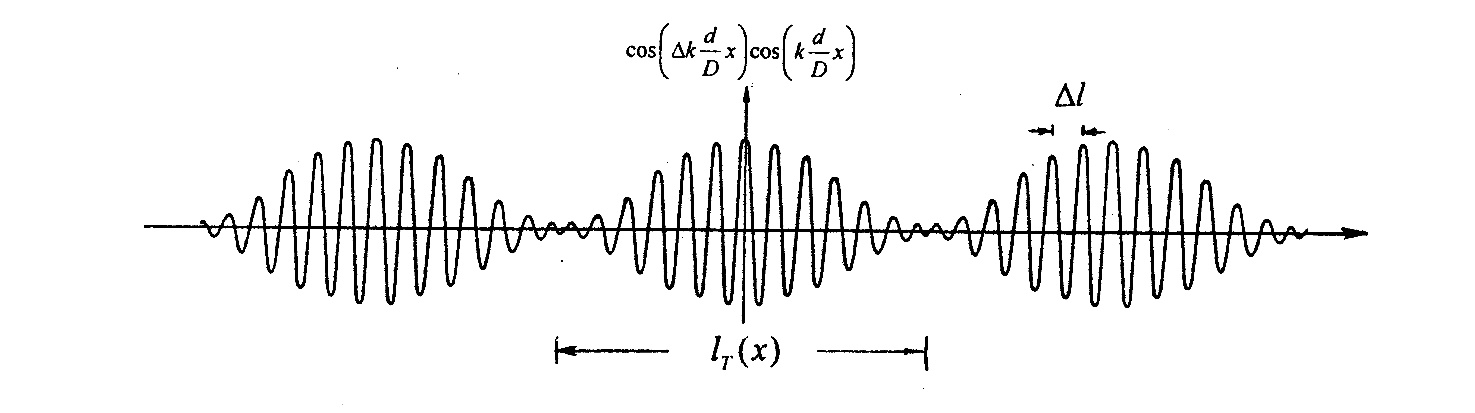 cos(Δk d/D x)cos(k d/D x)
Δl
l_T(x)